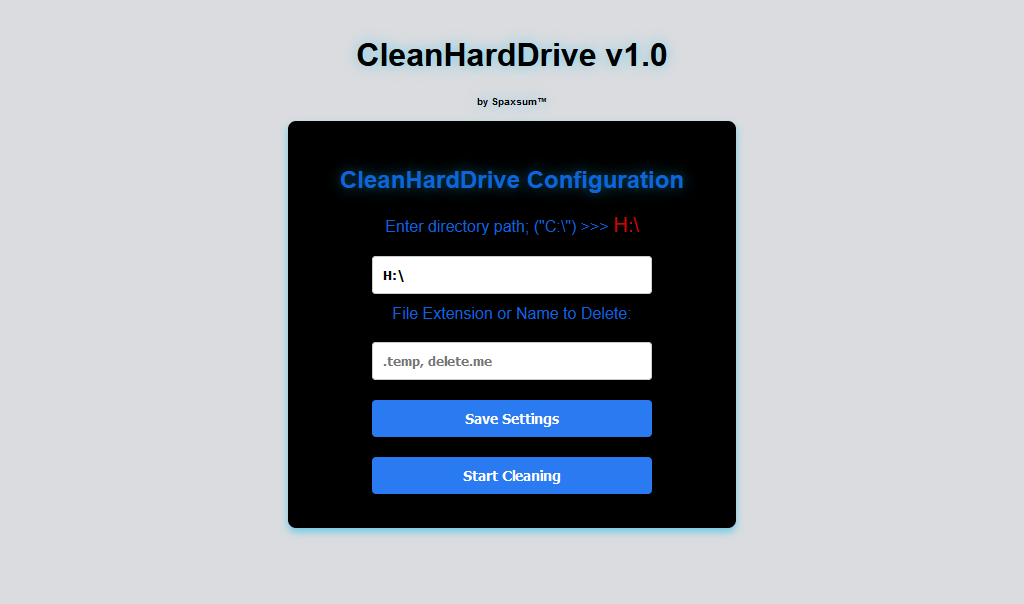 CleanHardDrive v1.0
by Spaxsum™
CleanHardDrive Configuration
Enter directory path; ("C:\") >>> H:\
H:\
File Extension or Name to Delete:
.temp, delete.me
Save Settings
Start Cleaning